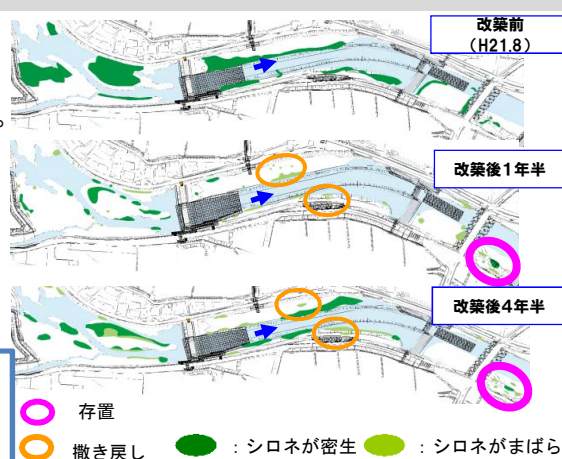 改築前
（H21.8）
。
改築後1年半
改築後4年半
存置
撒き戻し
：シロネが密生
：シロネがまばら